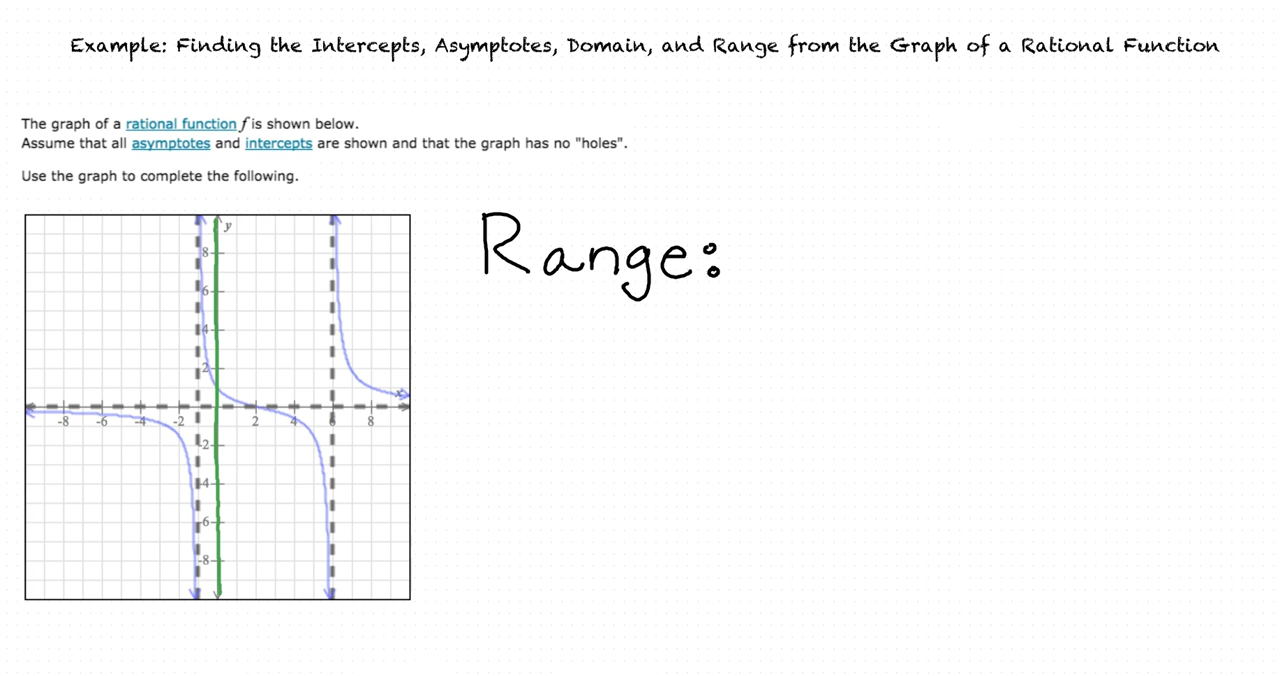 Example: Finding the Intercepts, Asymptotes, Domain, and Range from the Graph of a Rational Function
The graph of a rational function f is shown below.
Assume that all asymptotes and intercepts are shown and that the graph has no "holes".
Use the graph to complete the following.
Range:
y
8
6
4
2
x
-8 -6 -4 -2 2 4 6 8
-2
-4
-6
-8